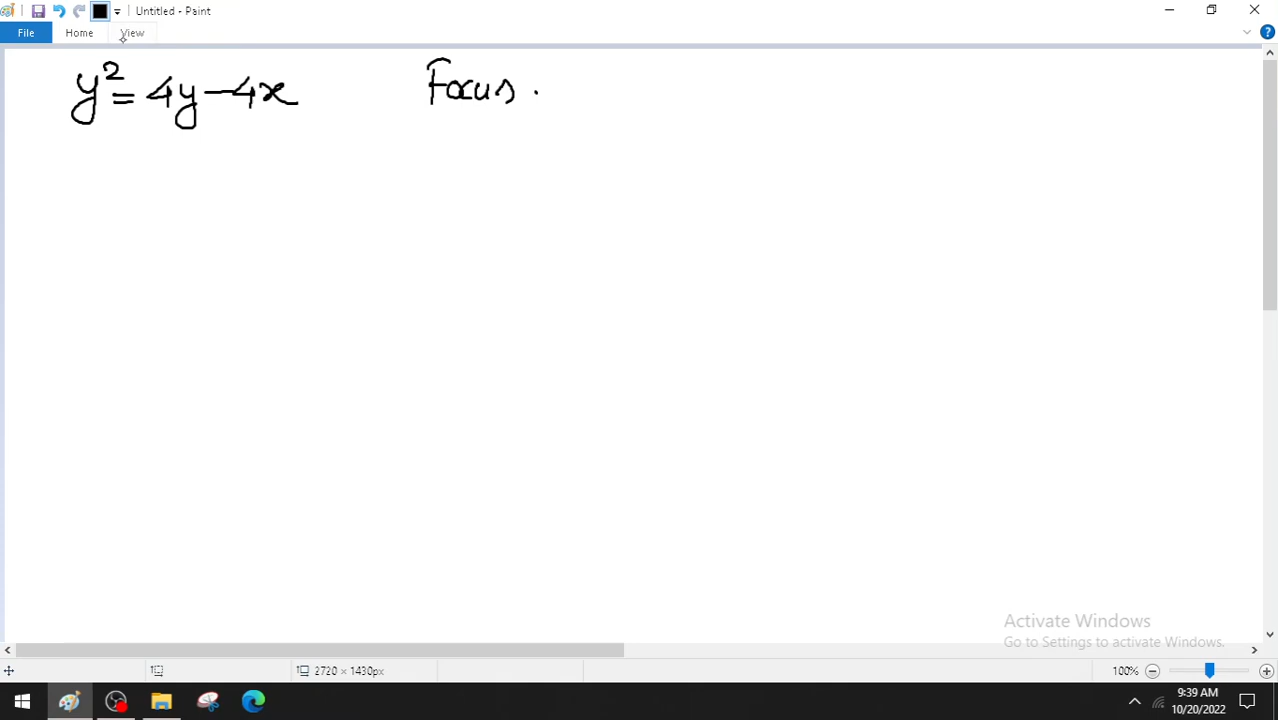 Untitled - Paint
File Home View
y² = 4y - 4x Focus .
Activate Windows
Go to Settings to activate Windows.
2720 × 1430px 100%
9:39 AM
10/20/2022